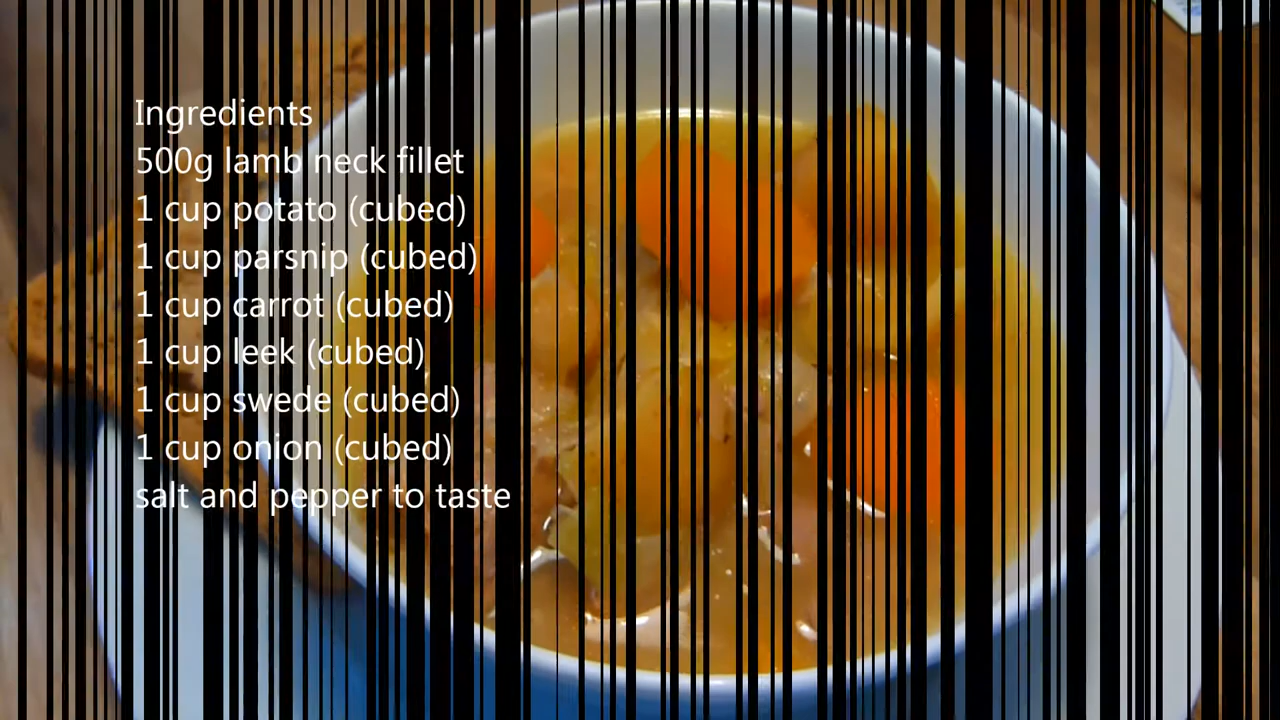 Ingredients
500g lamb neck fillet
1 cup potato (cubed)
1 cup parsnip (cubed)
1 cup carrot (cubed)
1 cup leek (cubed)
1 cup swede (cubed)
1 cup onion (cubed)
salt and pepper to taste